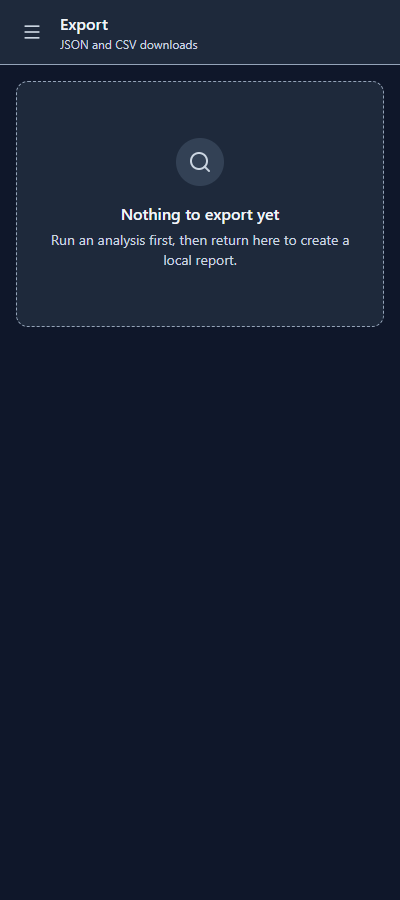 Export
JSON and CSV downloads
Nothing to export yet
Run an analysis first, then return here to create a
local report.